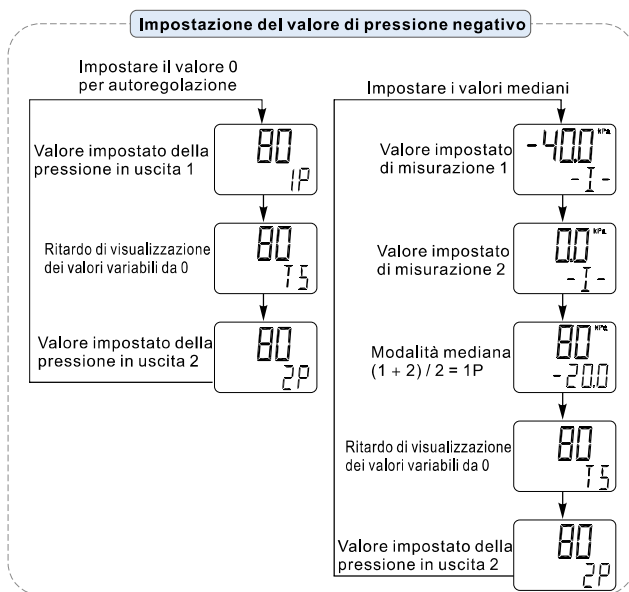 Impostazione del valore di pressione negativo
Impostare il valore 0
per autoregolazione
Valore impostato della
pressione in uscita 1
80
1P
Ritardo di visualizzazione
dei valori variabili da 0
80
T5
Valore impostato della
pressione in uscita 2
80
2P
Impostare i valori mediani
Valore impostato
di misurazione 1
-40.0 kPa
-I-
Valore impostato
di misurazione 2
0.0 kPa
-I-
Modalità mediana
(1 + 2) / 2 = 1P
80 kPa
-20.0
Ritardo di visualizzazione
dei valori variabili da 0
80
T5
Valore impostato della
pressione in uscita 2
80
2P